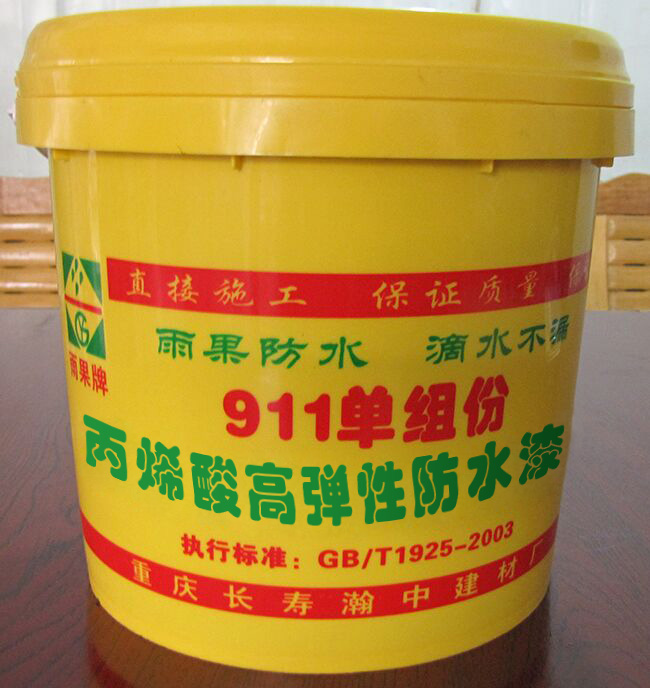 直接施工 保证质量
雨果牌
雨果防水 滴水不漏
911单组份
丙烯酸高弹性防水漆
执行标准：GB/T1925-2003
重庆长寿瀚中建材厂